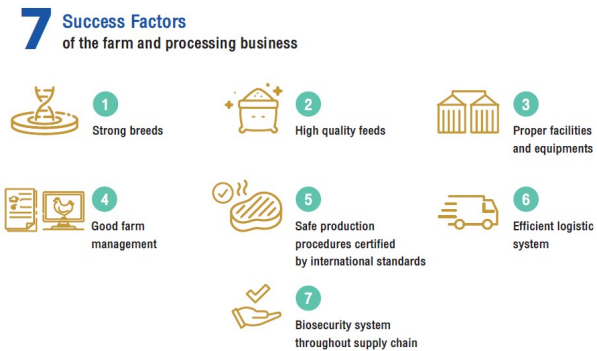 7 Success Factors
of the farm and processing business
1
Strong breeds
2
High quality feeds
3
Proper facilities
and equipments
4
Good farm
management
5
Safe production
procedures certified
by international standards
6
Efficient logistic
system
7
Biosecurity system
throughout supply chain